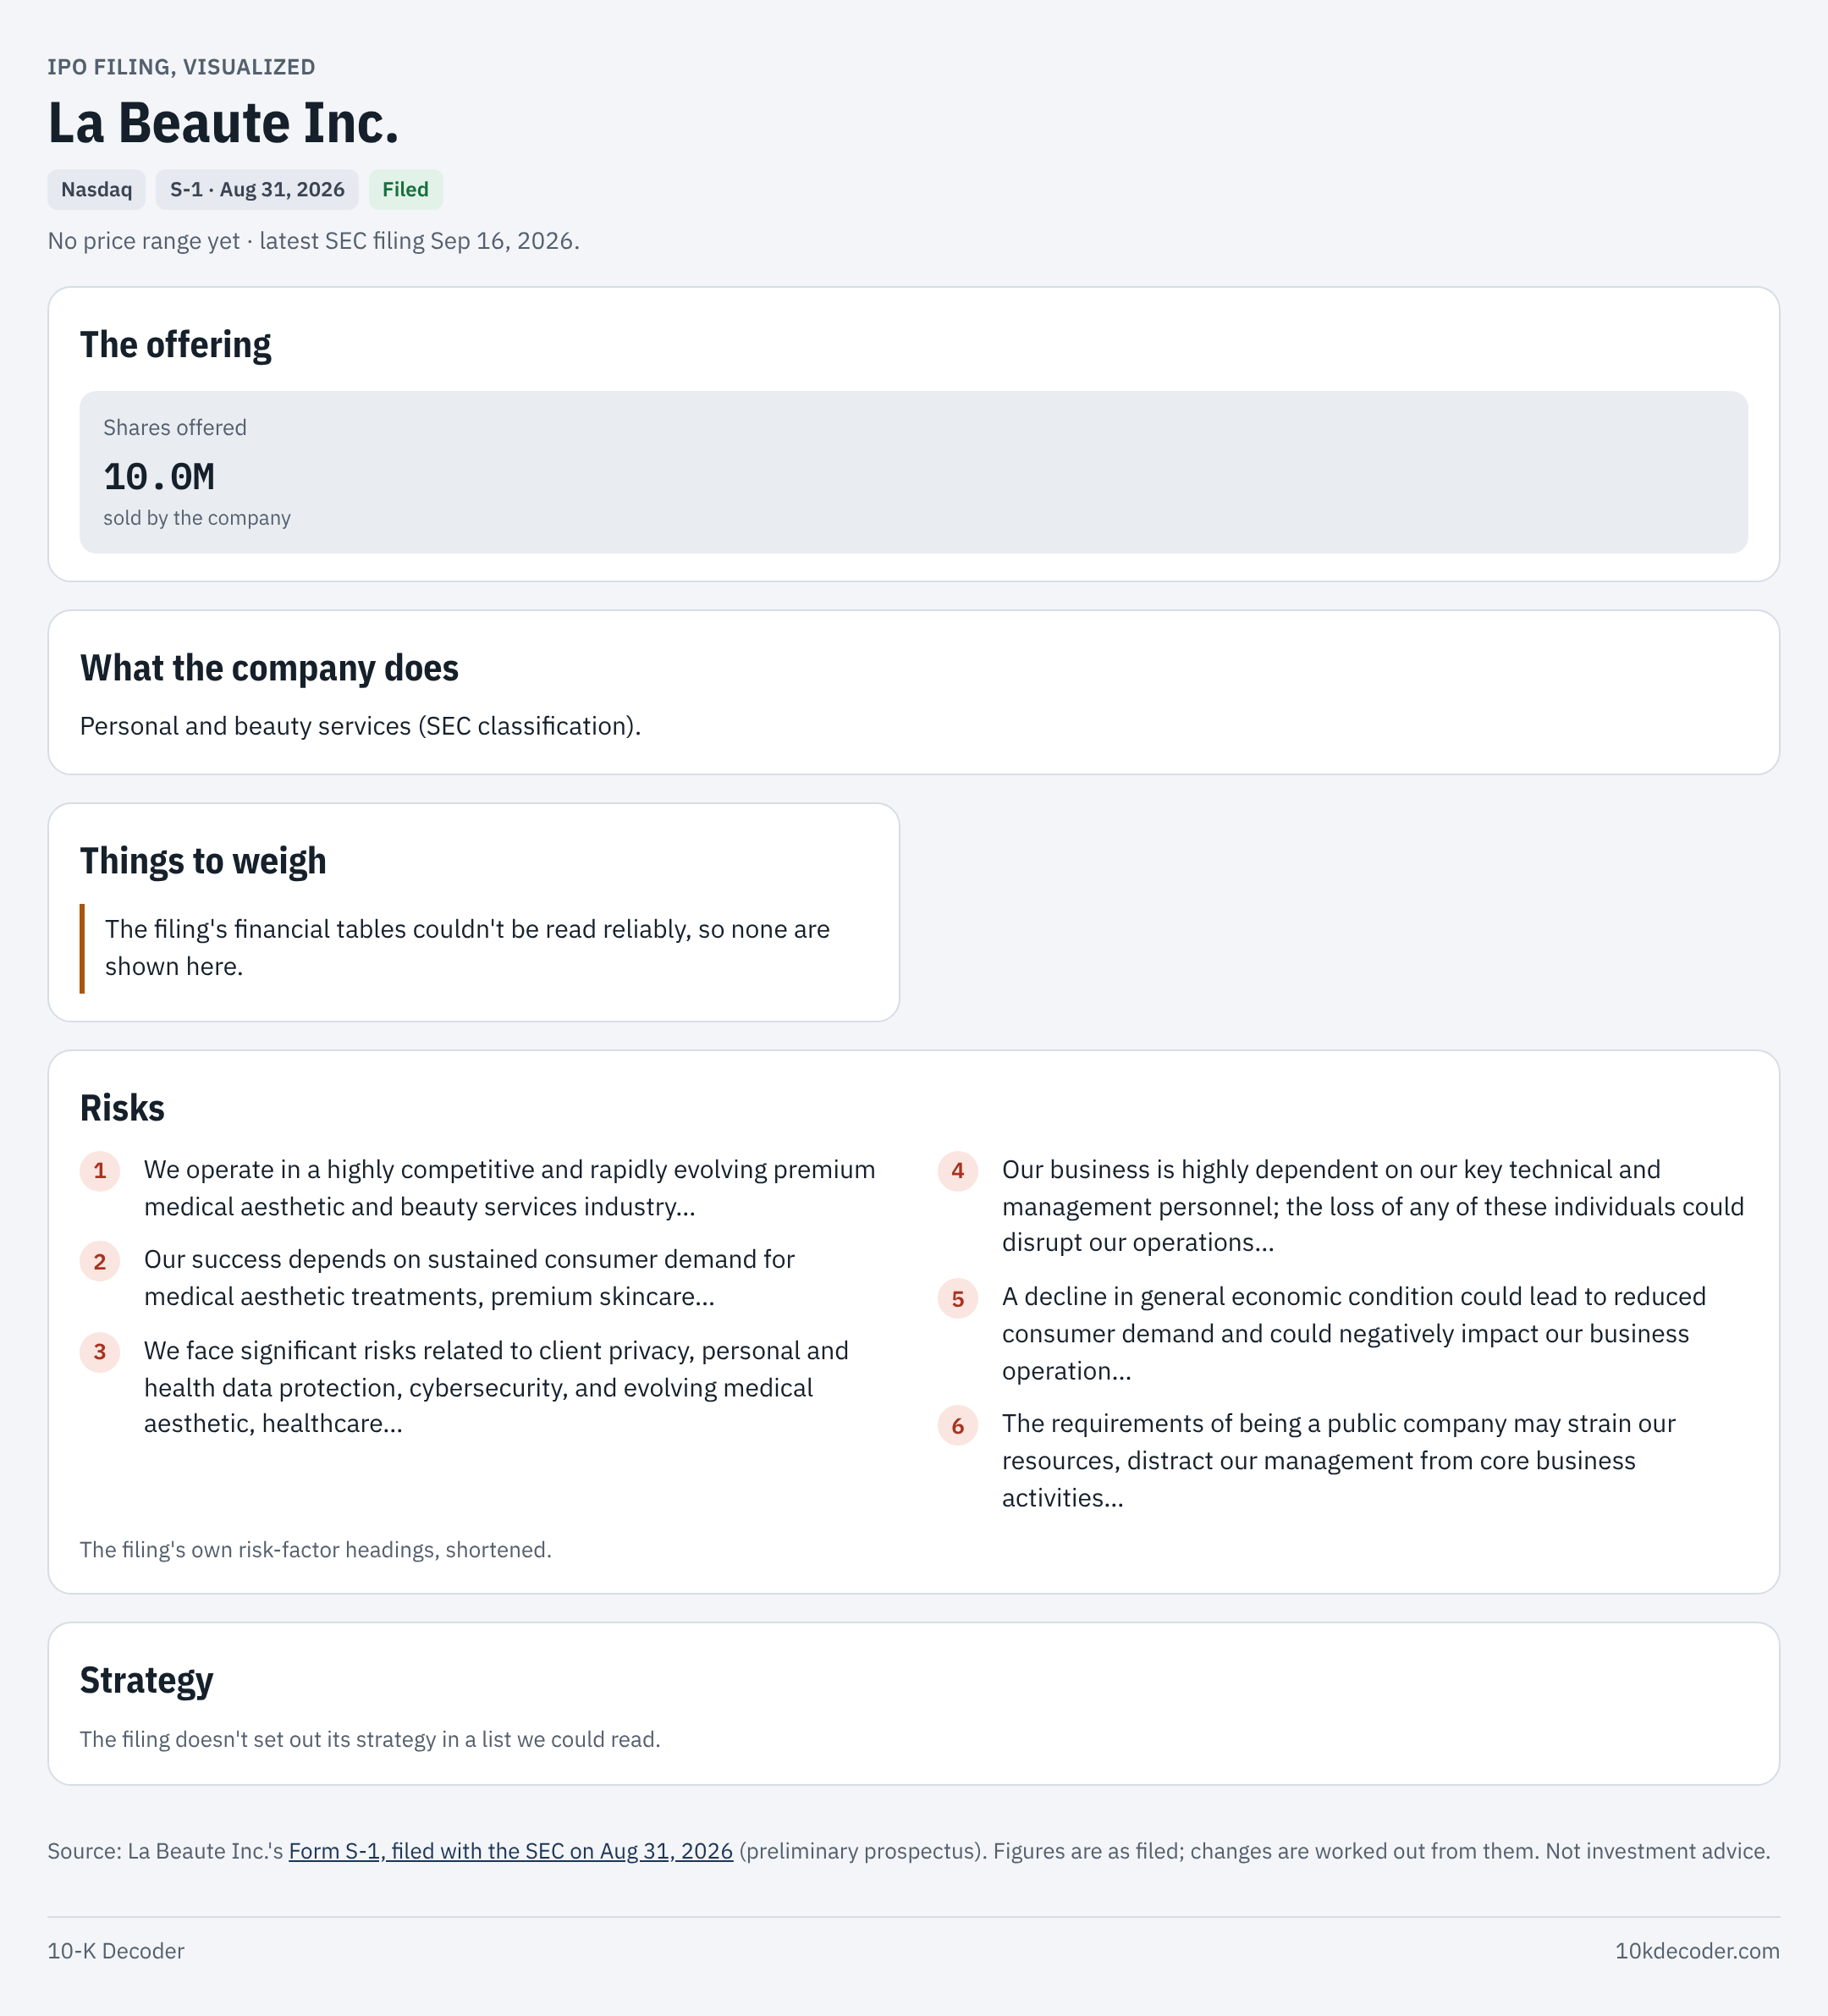 IPO FILING, VISUALIZED
La Beaute Inc.
Nasdaq
S-1 · Aug 31, 2026
Filed
No price range yet · latest SEC filing Sep 16, 2026.
The offering
Shares offered
10.0M
sold by the company
What the company does
Personal and beauty services (SEC classification).
Things to weigh
The filing's financial tables couldn't be read reliably, so none are
shown here.
Risks
1
We operate in a highly competitive and rapidly evolving premium
medical aesthetic and beauty services industry...
2
Our success depends on sustained consumer demand for
medical aesthetic treatments, premium skincare...
3
We face significant risks related to client privacy, personal and
health data protection, cybersecurity, and evolving medical
aesthetic, healthcare...
4
Our business is highly dependent on our key technical and
management personnel; the loss of any of these individuals could
disrupt our operations...
5
A decline in general economic condition could lead to reduced
consumer demand and could negatively impact our business
operation...
6
The requirements of being a public company may strain our
resources, distract our management from core business
activities...
The filing's own risk-factor headings, shortened.
Strategy
The filing doesn't set out its strategy in a list we could read.
Source: La Beaute Inc.'s Form S-1, filed with the SEC on Aug 31, 2026 (preliminary prospectus). Figures are as filed; changes are worked out from them. Not investment advice.
10-K Decoder
10kdecoder.com